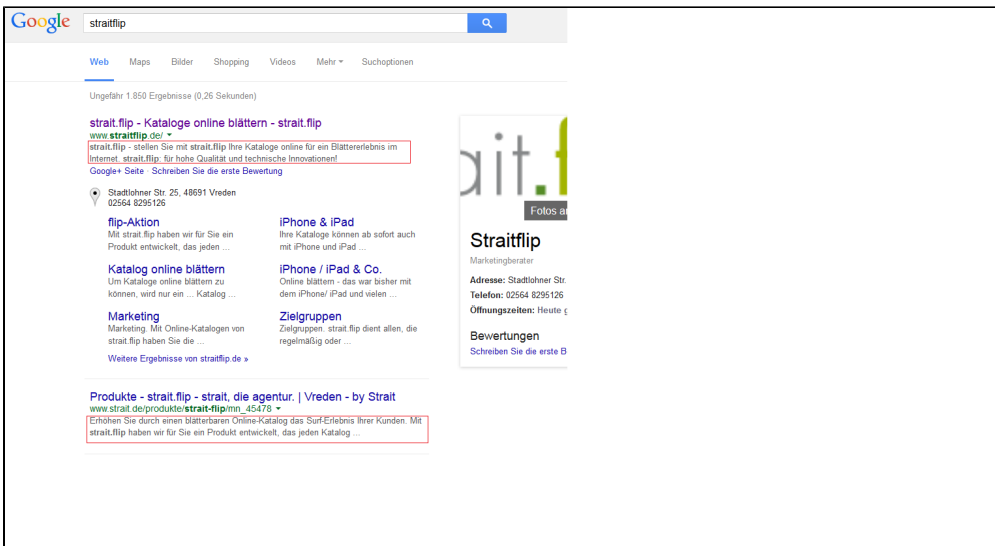 Google straitflip
Web Maps Bilder Shopping Videos Mehr Suchoptionen
Ungefähr 1.850 Ergebnisse (0,26 Sekunden)
strait.flip - Kataloge online blättern - strait.flip
www.straitflip.de/
strait.flip - stellen Sie mit strait.flip Ihre Kataloge online für ein Blättererlebnis im
Internet. strait.flip: für hohe Qualität und technische Innovationen!
Google+ Seite · Schreiben Sie die erste Bewertung
Stadtlohner Str. 25, 48691 Vreden
02564 8295126
flip-Aktion
Mit strait.flip haben wir für Sie ein
Produkt entwickelt, das jeden ...
iPhone & iPad
Ihre Kataloge können ab sofort auch
mit iPhone und iPad ...
Katalog online blättern
Um Kataloge online blättern zu
können, wird nur ein ... Katalog ...
iPhone / iPad & Co.
Online blättern - das war bisher mit
dem iPhone/ iPad und vielen ...
Marketing
Marketing. Mit Online-Katalogen von
strait.flip haben Sie die ...
Zielgruppen
Zielgruppen. strait.flip dient allen, die
regelmäßig oder ...
Weitere Ergebnisse von straitflip.de »
Produkte - strait.flip - strait, die agentur. | Vreden - by Strait
www.strait.de/produkte/strait-flip/mn_45478
Erhöhen Sie durch einen blätterbaren Online-Katalog das Surf-Erlebnis Ihrer Kunden. Mit
strait.flip haben wir für Sie ein Produkt entwickelt, das jeden Katalog ...
ait.f
Fotos a
Straitflip
Marketingberater
Adresse: Stadtlohner Str.
Telefon: 02564 8295126
Öffnungszeiten: Heute g
Bewertungen
Schreiben Sie die erste B